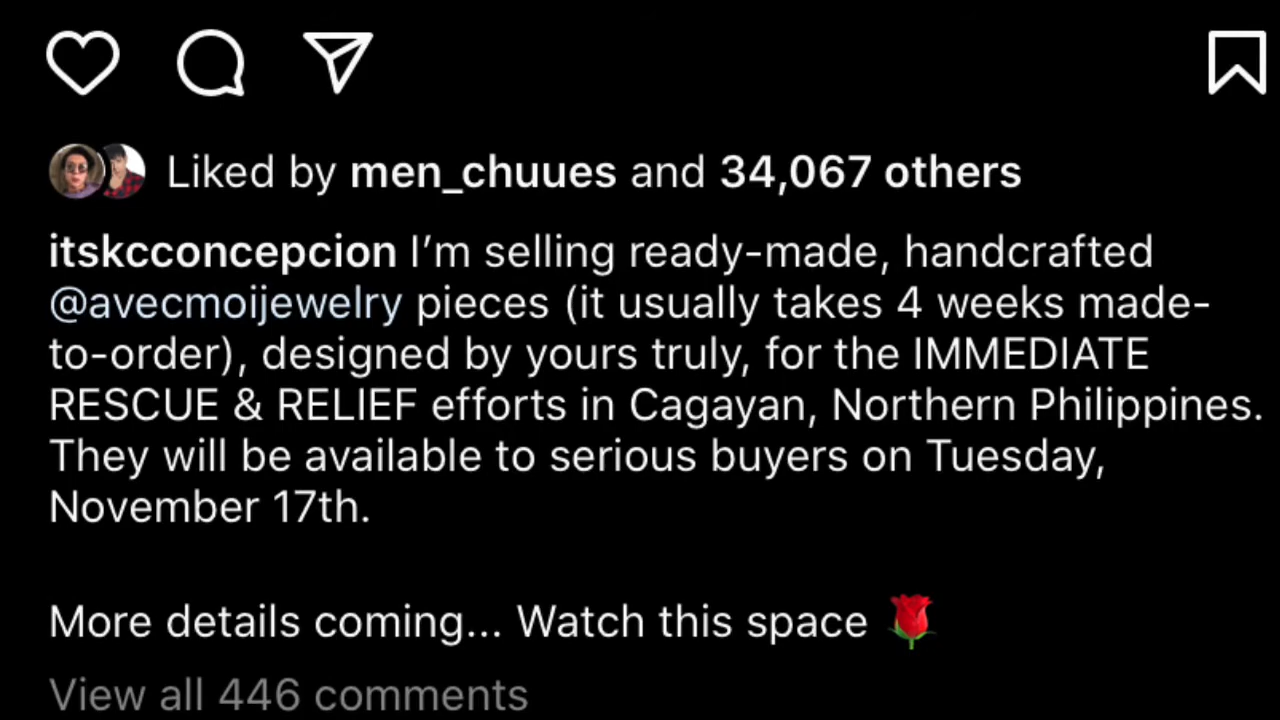 Liked by men_chuues and 34,067 others
itskcconcepcion I’m selling ready-made, handcrafted
@avecmoijewelry pieces (it usually takes 4 weeks made-
to-order), designed by yours truly, for the IMMEDIATE
RESCUE & RELIEF efforts in Cagayan, Northern Philippines.
They will be available to serious buyers on Tuesday,
November 17th.
More details coming... Watch this space 🌹
View all 446 comments